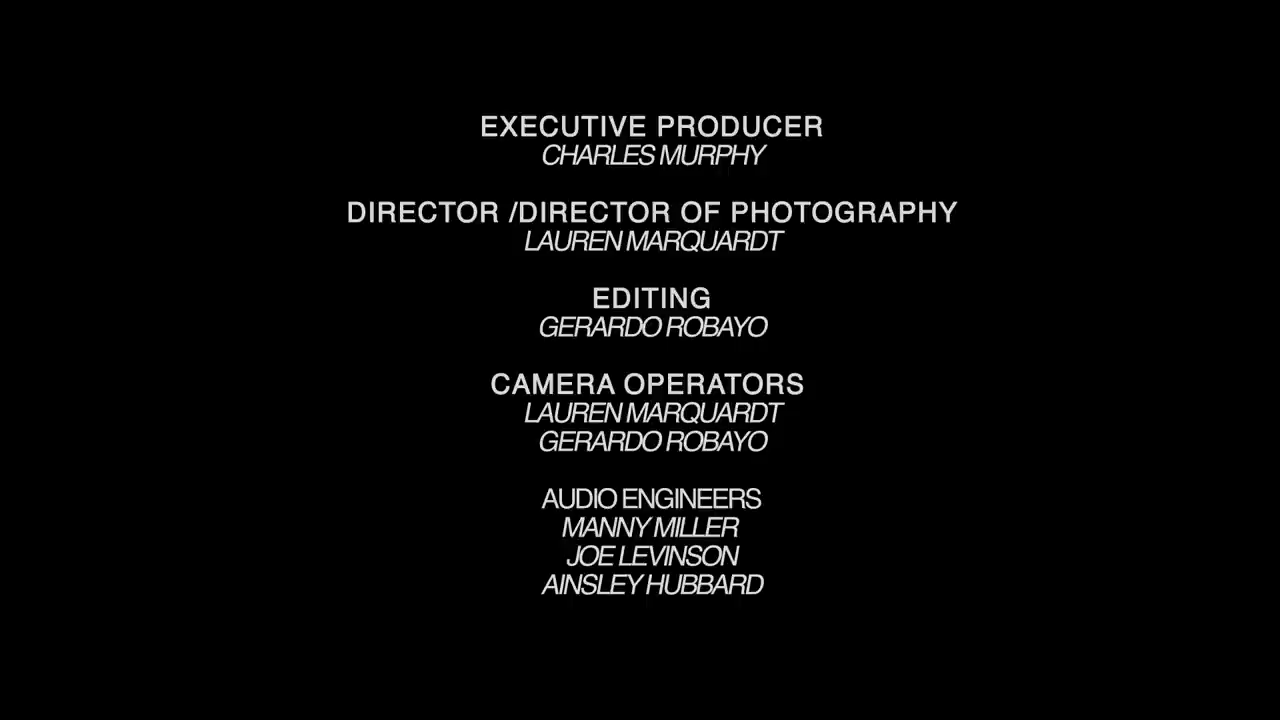 EXECUTIVE PRODUCER
CHARLES MURPHY
DIRECTOR /DIRECTOR OF PHOTOGRAPHY
LAUREN MARQUARDT
EDITING
GERARDO ROBAYO
CAMERA OPERATORS
LAUREN MARQUARDT
GERARDO ROBAYO
AUDIO ENGINEERS
MANNY MILLER
JOE LEVINSON
AINSLEY HUBBARD